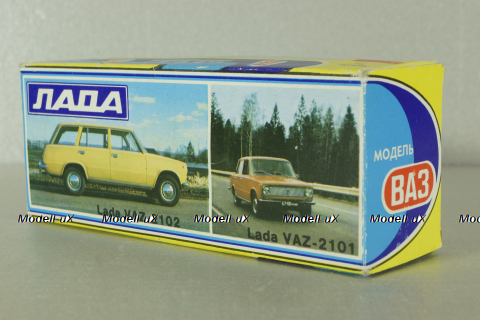 ЛАДА
МОДЕЛЬ
ВАЗ
Lada VAZ-2102
Lada VAZ-2101
Modell-uX Modell-uX Modell-uX Modell-uX Modell-uX